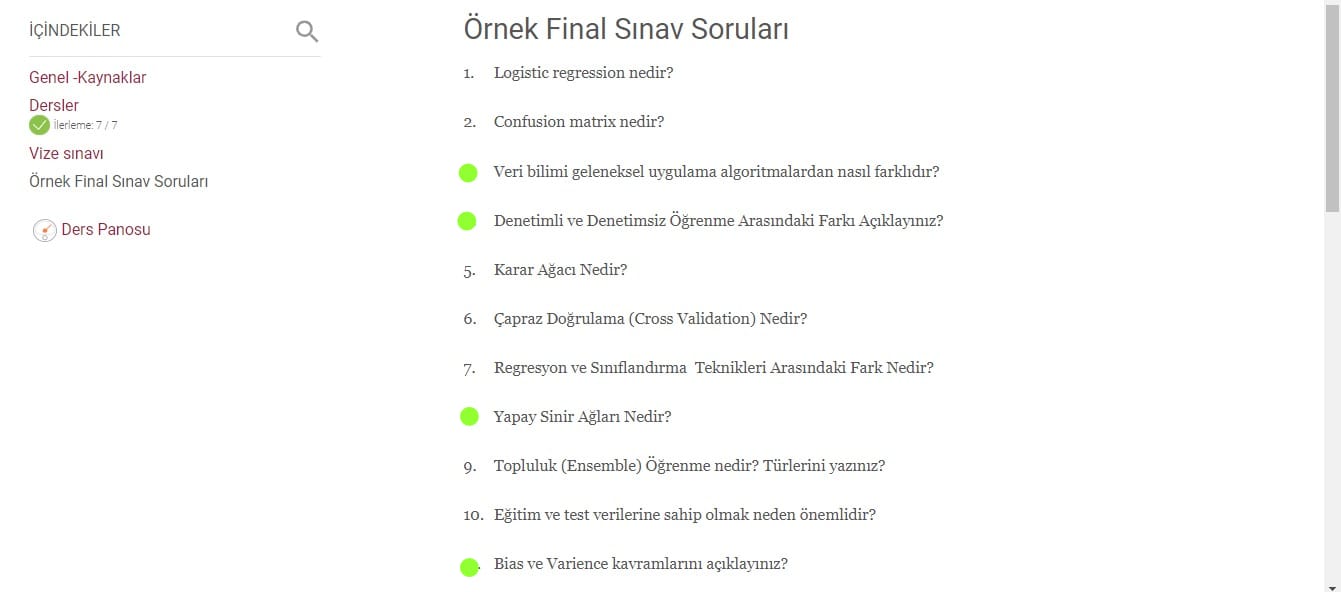 İÇİNDEKİLER
Genel -Kaynaklar
Dersler
İlerleme: 7 / 7
Vize sınavı
Örnek Final Sınav Soruları
Ders Panosu
Örnek Final Sınav Soruları
1. Logistic regression nedir?
2. Confusion matrix nedir?
Veri bilimi geleneksel uygulama algoritmalardan nasıl farklıdır?
Denetimli ve Denetimsiz Öğrenme Arasındaki Farkı Açıklayınız?
5. Karar Ağacı Nedir?
6. Çapraz Doğrulama (Cross Validation) Nedir?
7. Regresyon ve Sınıflandırma Teknikleri Arasındaki Fark Nedir?
Yapay Sinir Ağları Nedir?
9. Topluluk (Ensemble) Öğrenme nedir? Türlerini yazınız?
10. Eğitim ve test verilerine sahip olmak neden önemlidir?
Bias ve Varience kavramlarını açıklayınız?